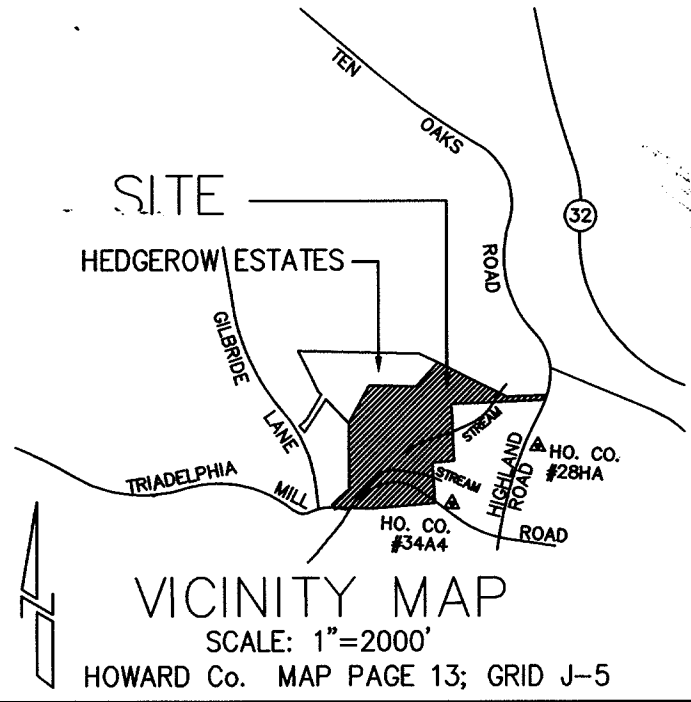 TEN
OAKS
ROAD
32
SITE
HEDGEROW ESTATES
GILBRIDE
LANE
STREAM
STREAM
TRIADELPHIA
MILL
ROAD
HIGHLAND
ROAD
HO. CO.
#28HA
HO. CO.
#34A4
VICINITY MAP
SCALE: 1"=2000'
HOWARD Co. MAP PAGE 13; GRID J-5